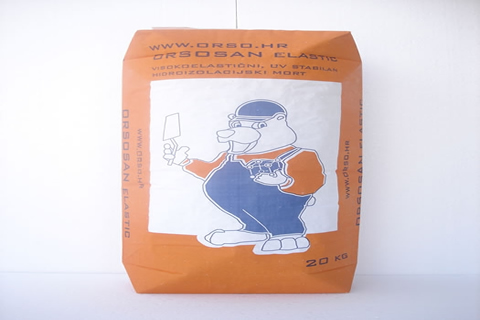 WWW.ORSO.HR
ORSOSAN ELASTIC
VISOKOELASTIČNI, UV STABILAN
HIDROIZOLACIJSKI MORT
ORSOSAN ELASTIC
WWW.ORSO.HR
WWW.ORSO.HR
ORSOSAN ELASTIC
20 KG